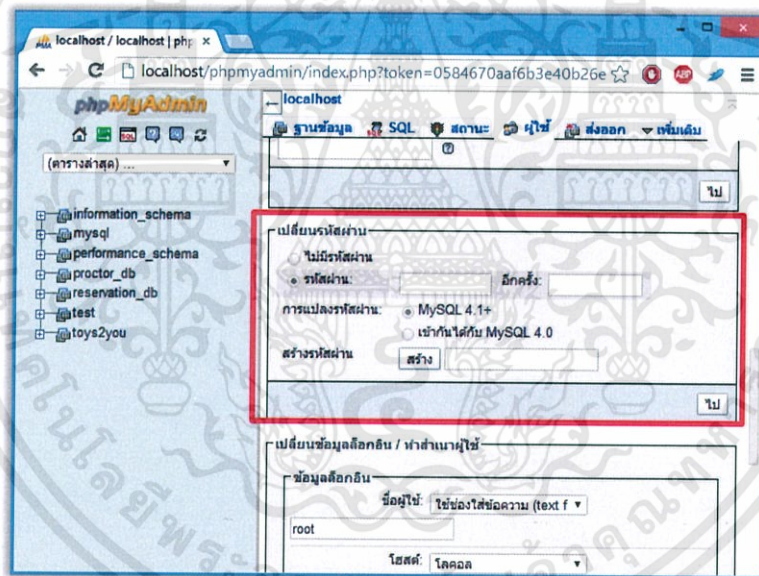 localhost / localhost | php
localhost/phpmyadmin/index.php?token=0584670aaf6b3e40b26e
ABP
phpMyAdmin
(ตารางล่าสุด) ...
information_schema
mysql
performance_schema
proctor_db
reservation_db
test
toys2you
localhost
ฐานข้อมูล SQL สถานะ ผู้ใช้ ส่งออก เพิ่มเติม
ไป
เปลี่ยนรหัสผ่าน
ไม่มีรหัสผ่าน
รหัสผ่าน: อีกครั้ง:
การแปลงรหัสผ่าน: MySQL 4.1+
เข้ากันได้กับ MySQL 4.0
สร้างรหัสผ่าน สร้าง
ไป
เปลี่ยนข้อมูลล็อกอิน / ทำสำเนาผู้ใช้
ข้อมูลล็อกอิน
ชื่อผู้ใช้: ใช้ช่องใส่ข้อความ (text f
root
โฮสต์: โลคอล